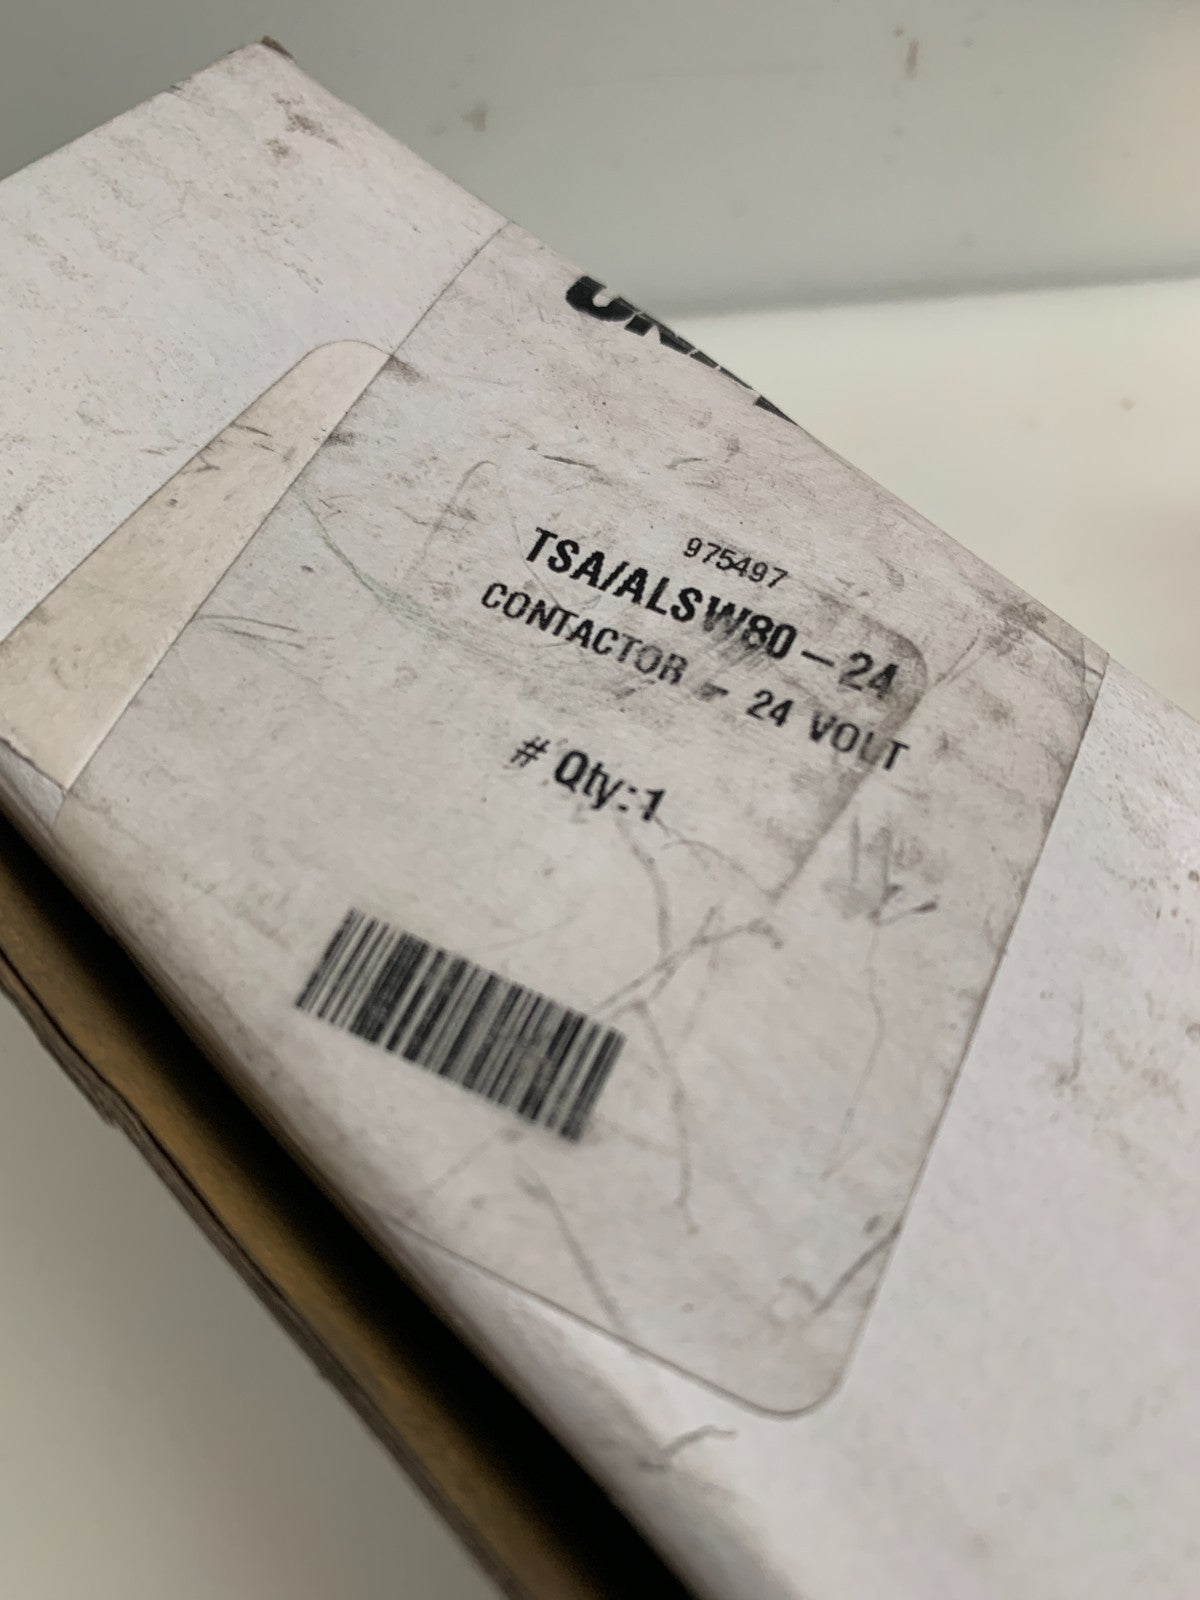 975497
TSA/ALSW80-24
CONTACTOR - 24 VOLT
# Qty:1